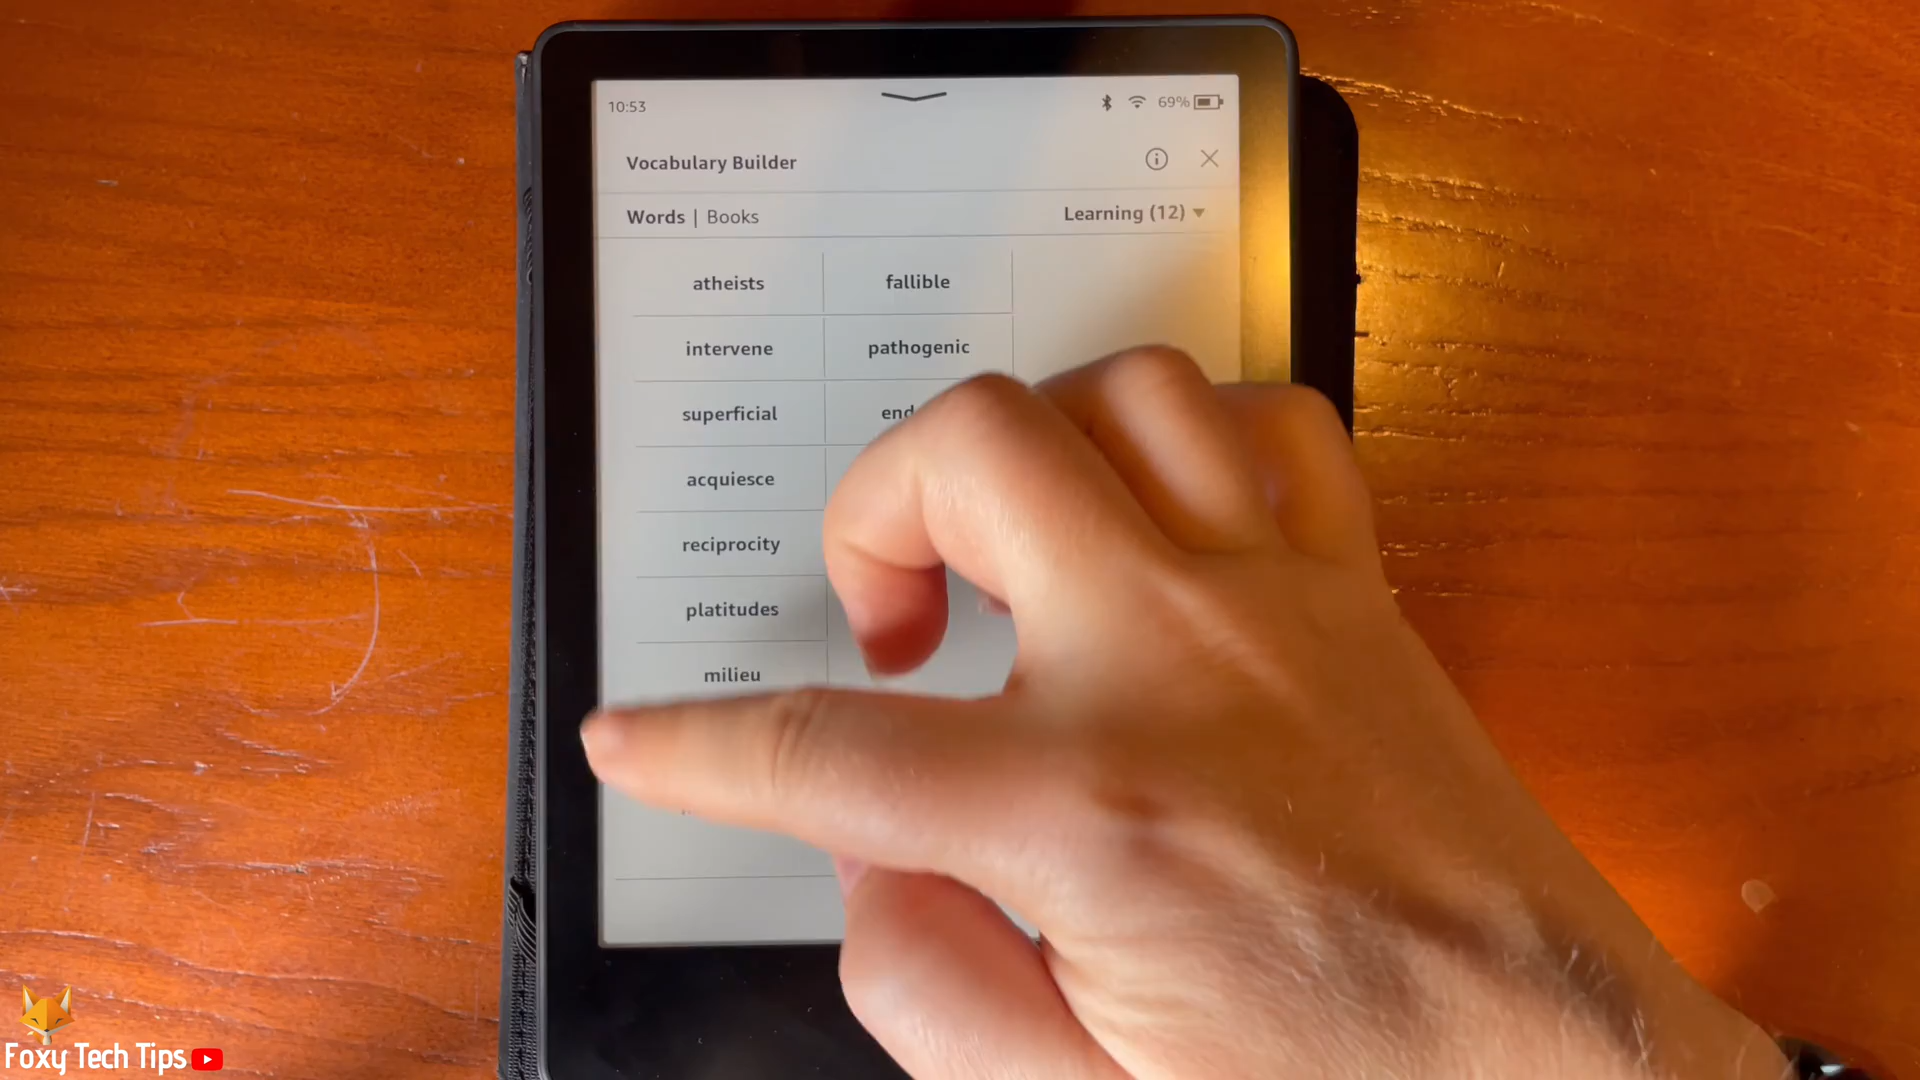 10:53 69%
Vocabulary Builder
Words | Books Learning (12)
atheists fallible
intervene pathogenic
superficial
acquiesce
reciprocity
platitudes
milieu
Foxy Tech Tips